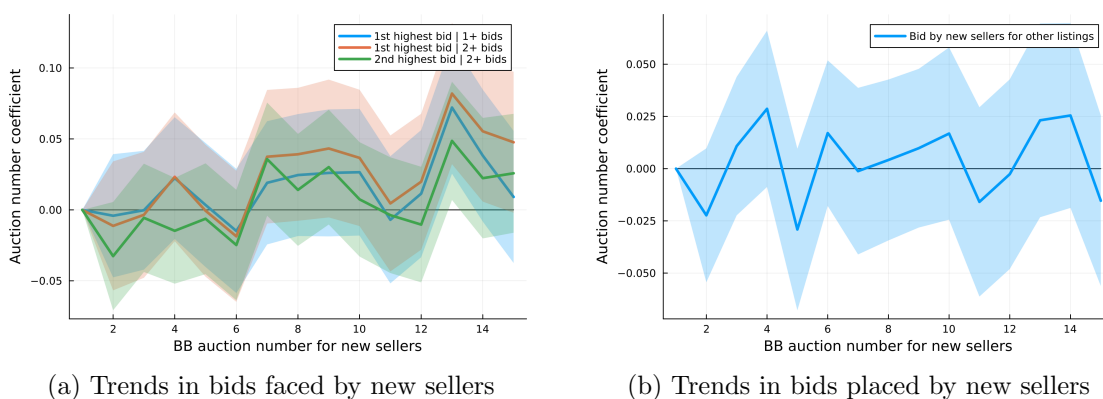 1st highest bid | 1+ bids
1st highest bid | 2+ bids
2nd highest bid | 2+ bids
Auction number coefficient
0.10
0.05
0.00
−0.05
2 4 6 8 10 12 14
BB auction number for new sellers
(a) Trends in bids faced by new sellers
Bid by new sellers for other listings
Auction number coefficient
0.050
0.025
0.000
−0.025
−0.050
2 4 6 8 10 12 14
BB auction number for new sellers
(b) Trends in bids placed by new sellers